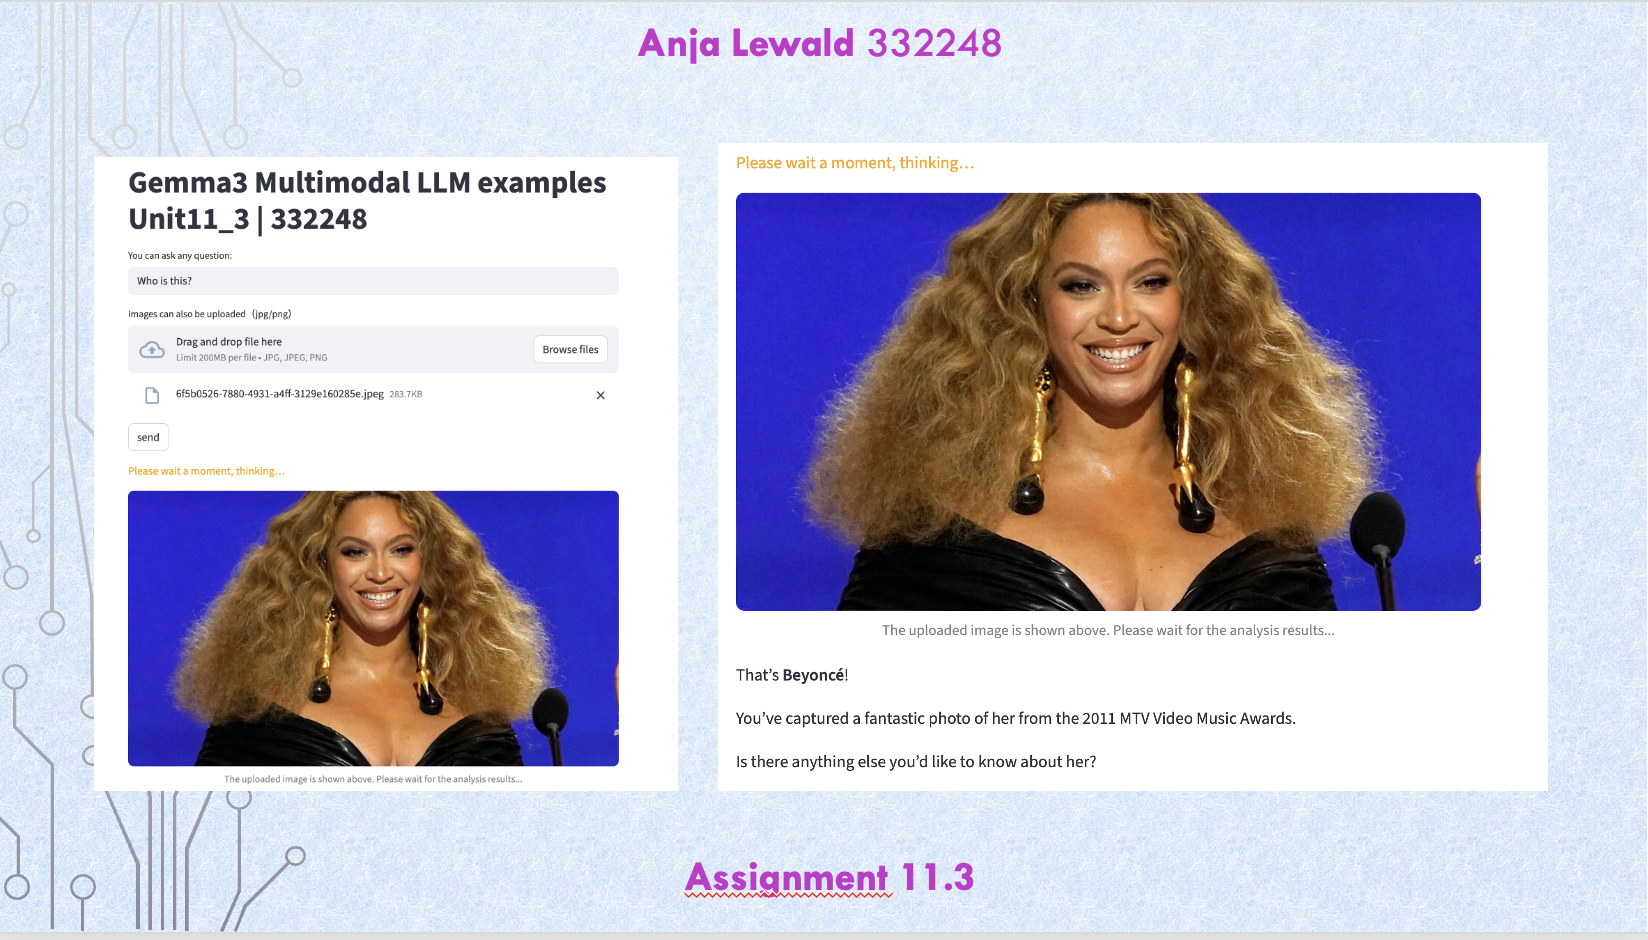 Anja Lewald 332248
Gemma3 Multimodal LLM examples
Unit11_3 | 332248
You can ask any question:
Who is this?
Images can also be uploaded （jpg/png)
Drag and drop file here
Limit 200MB per file • JPG, JPEG, PNG
Browse files
6f5b0526-7880-4931-a4ff-3129e160285e.jpeg 283.7KB
send
Please wait a moment, thinking…
The uploaded image is shown above. Please wait for the analysis results...
Please wait a moment, thinking…
The uploaded image is shown above. Please wait for the analysis results...
That’s Beyoncé!
You’ve captured a fantastic photo of her from the 2011 MTV Video Music Awards.
Is there anything else you’d like to know about her?
Assignment 11.3